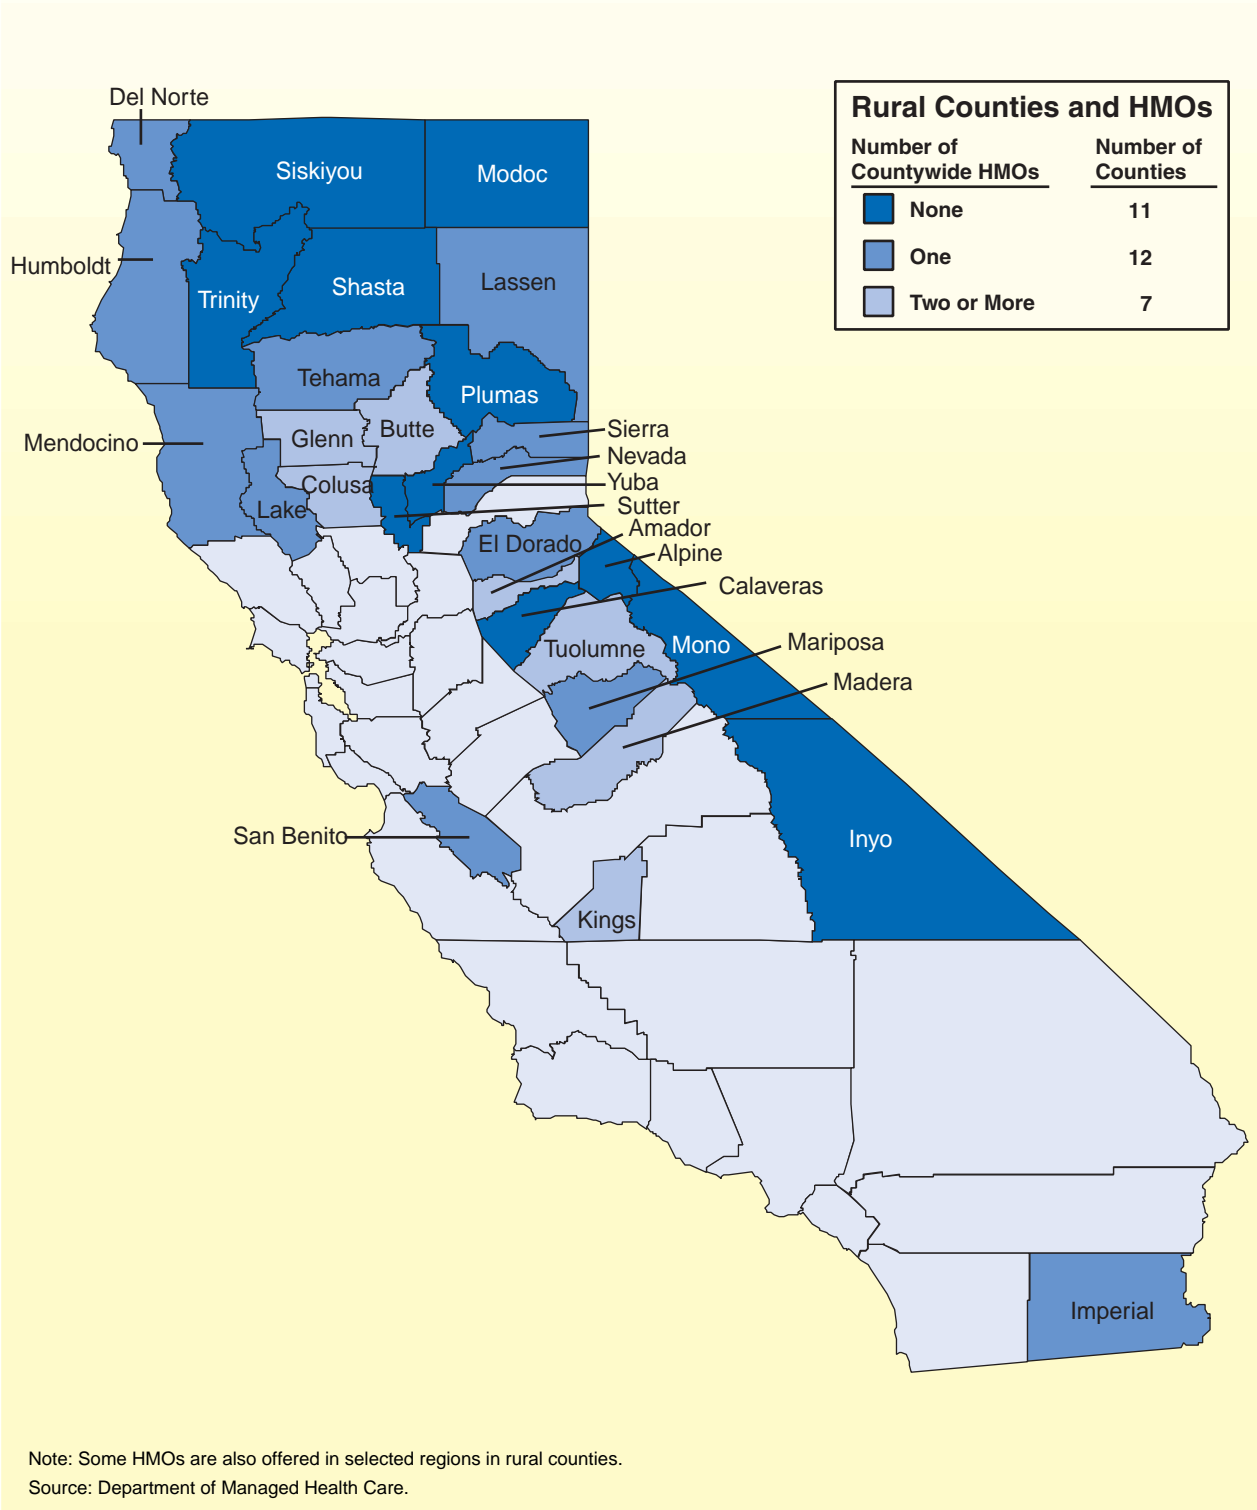 Del Norte
Rural Counties and HMOs
Number of Countywide HMOs
Number of Counties
None 11
One 12
Two or More 7
Siskiyou
Modoc
Humboldt
Trinity
Shasta
Lassen
Tehama
Plumas
Mendocino
Glenn
Butte
Sierra
Nevada
Colusa
Yuba
Lake
Sutter
Amador
El Dorado
Alpine
Calaveras
Tuolumne
Mono
Mariposa
Madera
San Benito
Inyo
Kings
Imperial
Note: Some HMOs are also offered in selected regions in rural counties.
Source: Department of Managed Health Care.